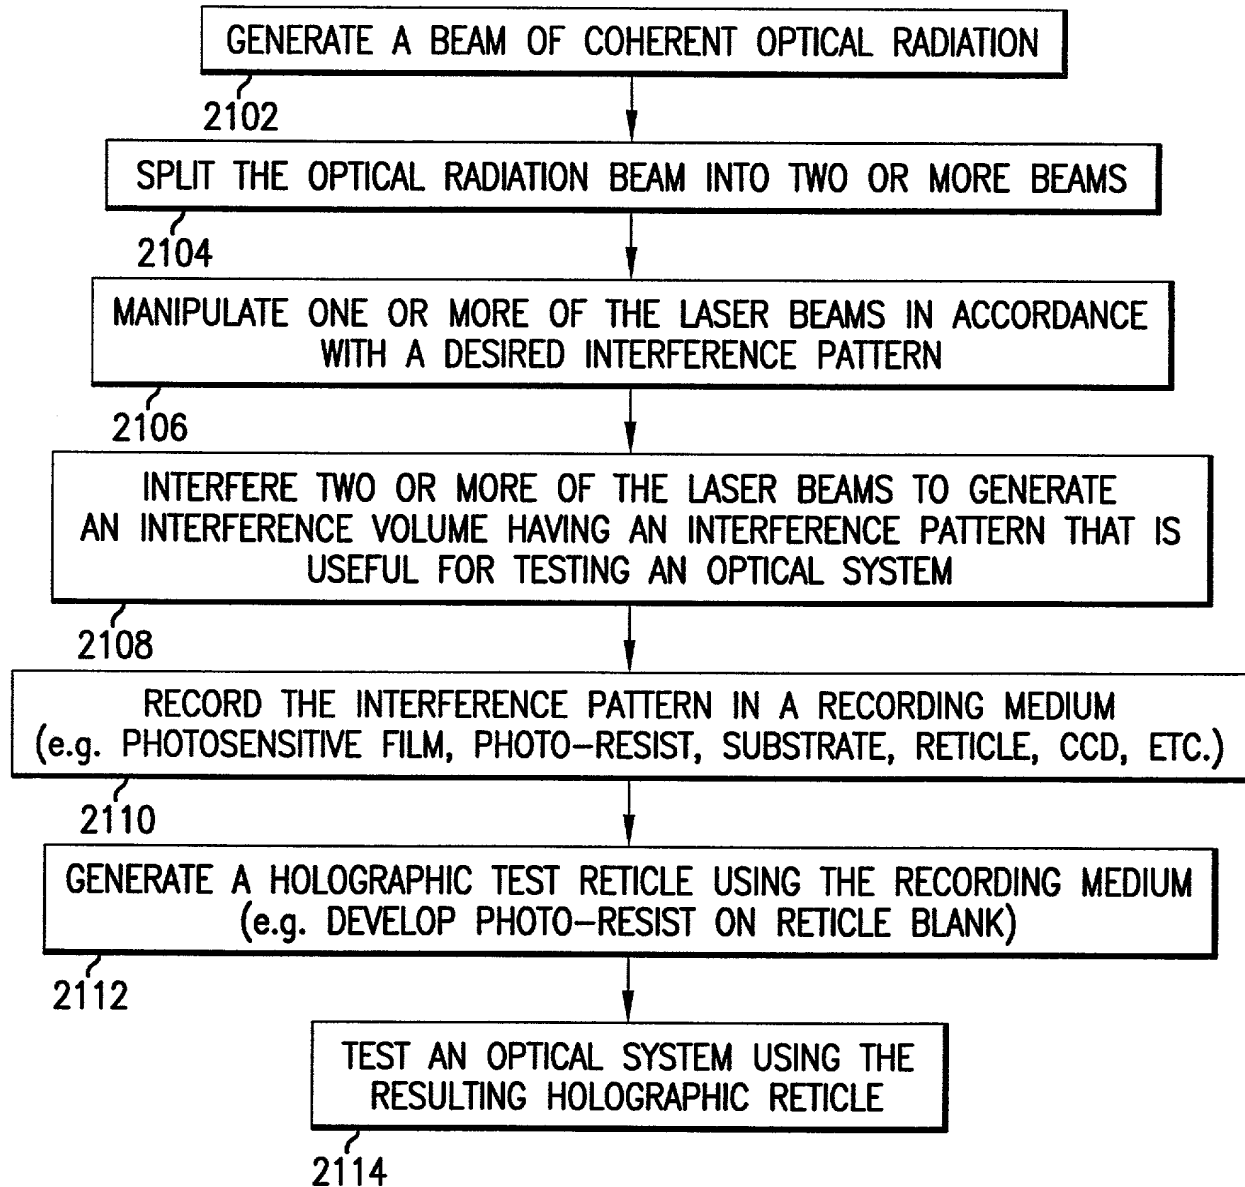 GENERATE A BEAM OF COHERENT OPTICAL RADIATION
2102
SPLIT THE OPTICAL RADIATION BEAM INTO TWO OR MORE BEAMS
2104
MANIPULATE ONE OR MORE OF THE LASER BEAMS IN ACCORDANCE
WITH A DESIRED INTERFERENCE PATTERN
2106
INTERFERE TWO OR MORE OF THE LASER BEAMS TO GENERATE
AN INTERFERENCE VOLUME HAVING AN INTERFERENCE PATTERN THAT IS
USEFUL FOR TESTING AN OPTICAL SYSTEM
2108
RECORD THE INTERFERENCE PATTERN IN A RECORDING MEDIUM
(e.g. PHOTOSENSITIVE FILM, PHOTO-RESIST, SUBSTRATE, RETICLE, CCD, ETC.)
2110
GENERATE A HOLOGRAPHIC TEST RETICLE USING THE RECORDING MEDIUM
(e.g. DEVELOP PHOTO-RESIST ON RETICLE BLANK)
2112
TEST AN OPTICAL SYSTEM USING THE
RESULTING HOLOGRAPHIC RETICLE
2114